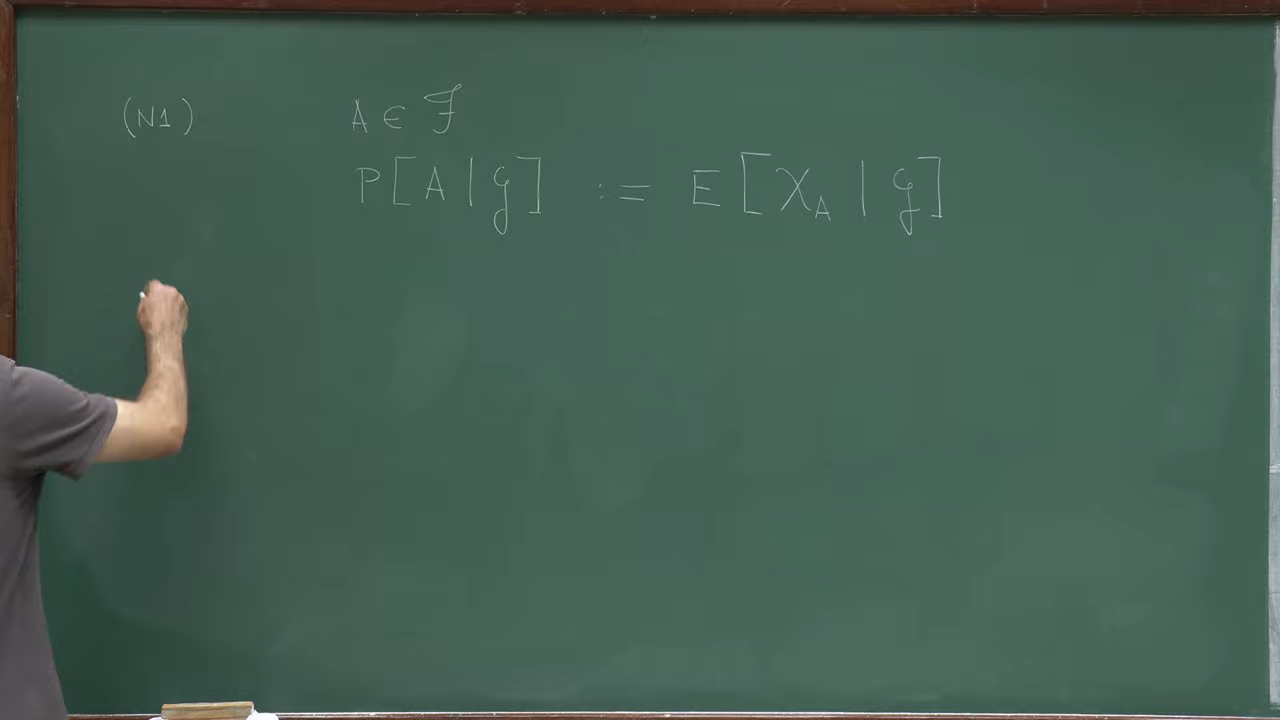 (N1) A ∈ ℱ
P[A | 𝒢] := E[χ_A | 𝒢]